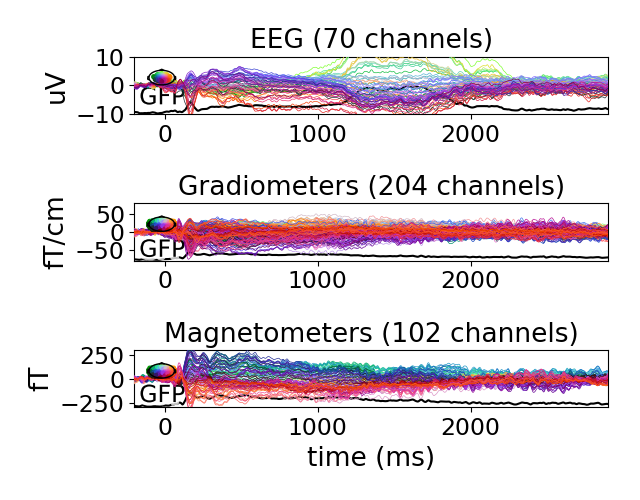 EEG (70 channels)
10
0
−10
uV
GFP
0 1000 2000
Gradiometers (204 channels)
50
0
−50
fT/cm
GFP
0 1000 2000
Magnetometers (102 channels)
250
0
−250
fT
GFP
0 1000 2000
time (ms)